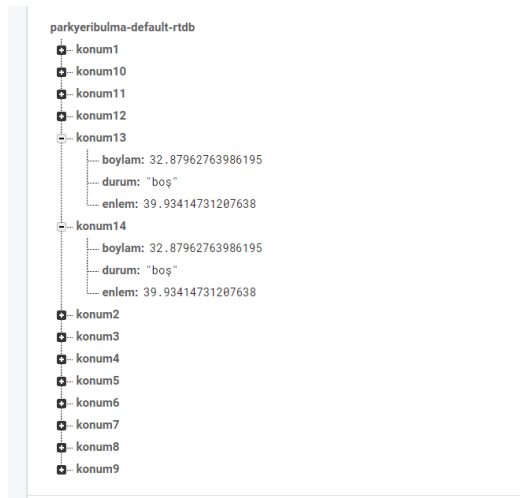 parkyeribulma-default-rtdb
konum1
konum10
konum11
konum12
konum13
boylam: 32.87962763986195
durum: "boş"
enlem: 39.93414731207638
konum14
boylam: 32.87962763986195
durum: "boş"
enlem: 39.93414731207638
konum2
konum3
konum4
konum5
konum6
konum7
konum8
konum9